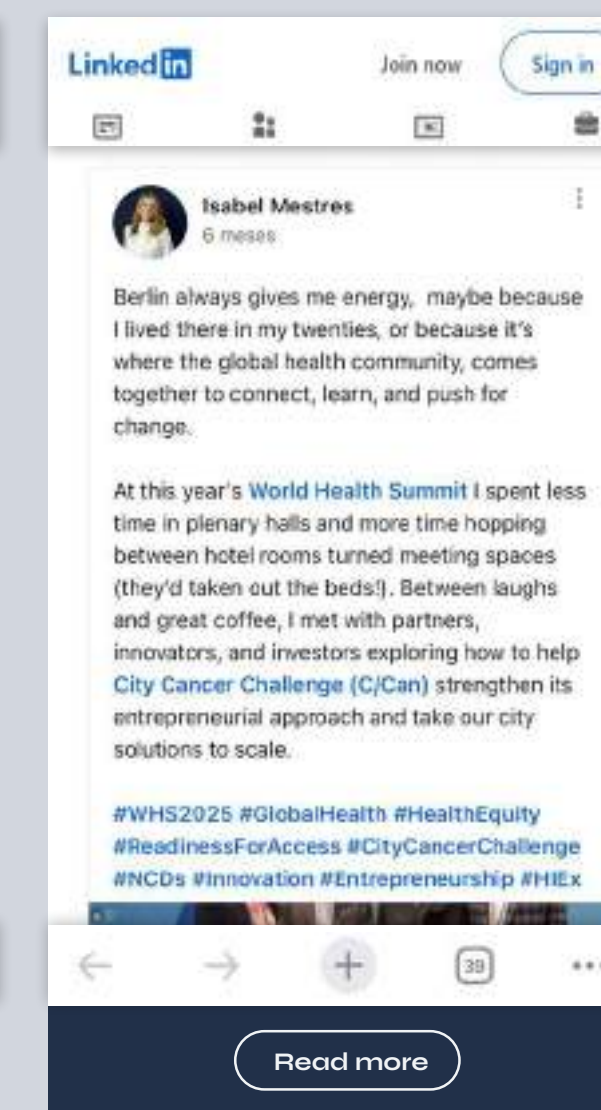 Linked in
Join now
Sign in
Isabel Mestres
6 meses
Berlin always gives me energy, maybe because
I lived there in my twenties, or because it's
where the global health community, comes
together to connect, learn, and push for
change.
At this year's World Health Summit I spent less
time in plenary halls and more time hopping
between hotel rooms turned meeting spaces
(they'd taken out the beds!). Between laughs
and great coffee, I met with partners,
innovators, and investors exploring how to help
City Cancer Challenge (C/Can) strengthen its
entrepreneurial approach and take our city
solutions to scale.
#WHS2025 #GlobalHealth #HealthEquity
#ReadinessForAccess #CityCancerChallenge
#NCDs #Innovation #Entrepreneurship #HIEx
39
Read more